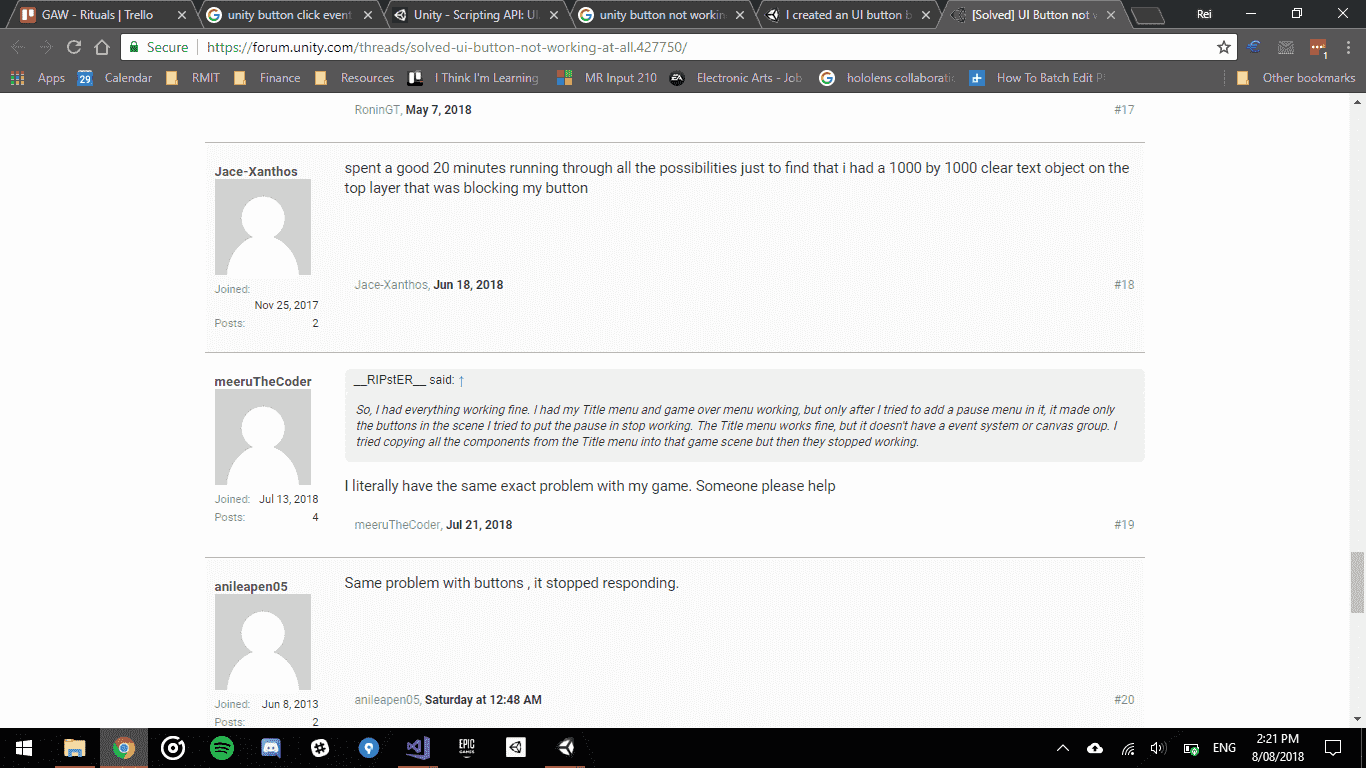 GAW - Rituals | Trello
unity button click event
Unity - Scripting API: UI.
unity button not workin
I created an UI button b
[Solved] UI Button not w
Rei
Secure
https://forum.unity.com/threads/solved-ui-button-not-working-at-all.427750/
1
Apps
29
Calendar
RMIT
Finance
Resources
I Think I'm Learning
MR Input 210
EA
Electronic Arts - Job
hololens collaboratio
How To Batch Edit P
Other bookmarks
RoninGT, May 7, 2018
#17
Jace-Xanthos
Joined:
Nov 25, 2017
Posts: 2
spent a good 20 minutes running through all the possibilities just to find that i had a 1000 by 1000 clear text object on the
top layer that was blocking my button
Jace-Xanthos, Jun 18, 2018
#18
meeruTheCoder
Joined: Jul 13, 2018
Posts: 4
__RIPstER__ said: ↑
So, I had everything working fine. I had my Title menu and game over menu working, but only after I tried to add a pause menu in it, it made only
the buttons in the scene I tried to put the pause in stop working. The Title menu works fine, but it doesn't have a event system or canvas group. I
tried copying all the components from the Title menu into that game scene but then they stopped working.
I literally have the same exact problem with my game. Someone please help
meeruTheCoder, Jul 21, 2018
#19
anileapen05
Joined: Jun 8, 2013
Posts: 2
Same problem with buttons , it stopped responding.
anileapen05, Saturday at 12:48 AM
#20
EPIC
GAMES
ENG
2:21 PM
8/08/2018